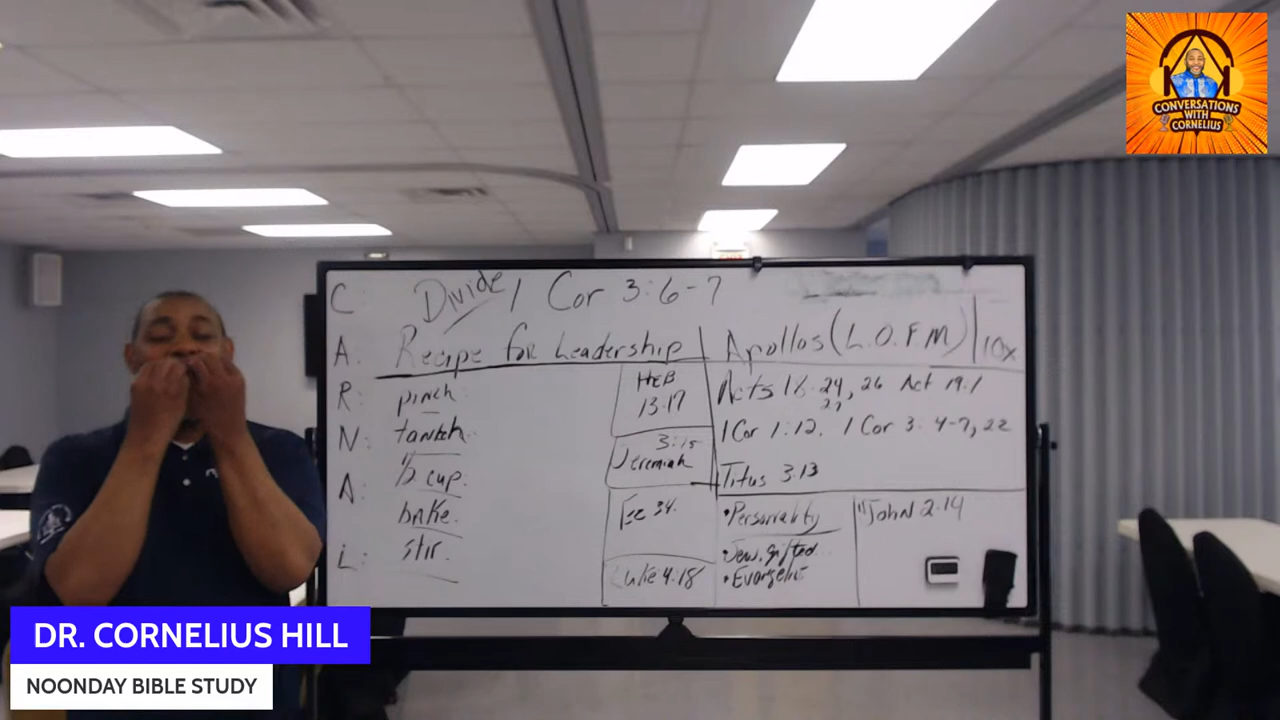 CONVERSATIONS
WITH
CORNELIUS
C: Divide 1 Cor 3:6-7
A: Recipe for Leadership
Apollos (L.O.F M) 10x
R: pinch
N: 
A: ½ cup.
bake.
L: stir.
HEB
13:17
3:15
Jeremiah
Eze 34.
Luke 4:18
Acts 18. 24, 26 Act 19:1
27
1 Cor 1:12. 1 Cor 3. 4-7, 22
Titus 3.13
• Personality
• Jew. gifted
• Evangelist
John 2.14
DR. CORNELIUS HILL
NOONDAY BIBLE STUDY